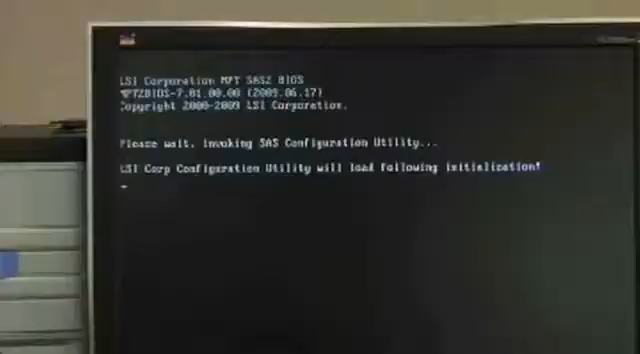 LSI Corporation MPT SAS2 BIOS
MPT2BIOS-7.01.00.00 (2009.06.17)
Copyright 2000-2009 LSI Corporation.
Please wait, invoking SAS Configuration Utility...
LSI Corp Configuration Utility will load following initialization!